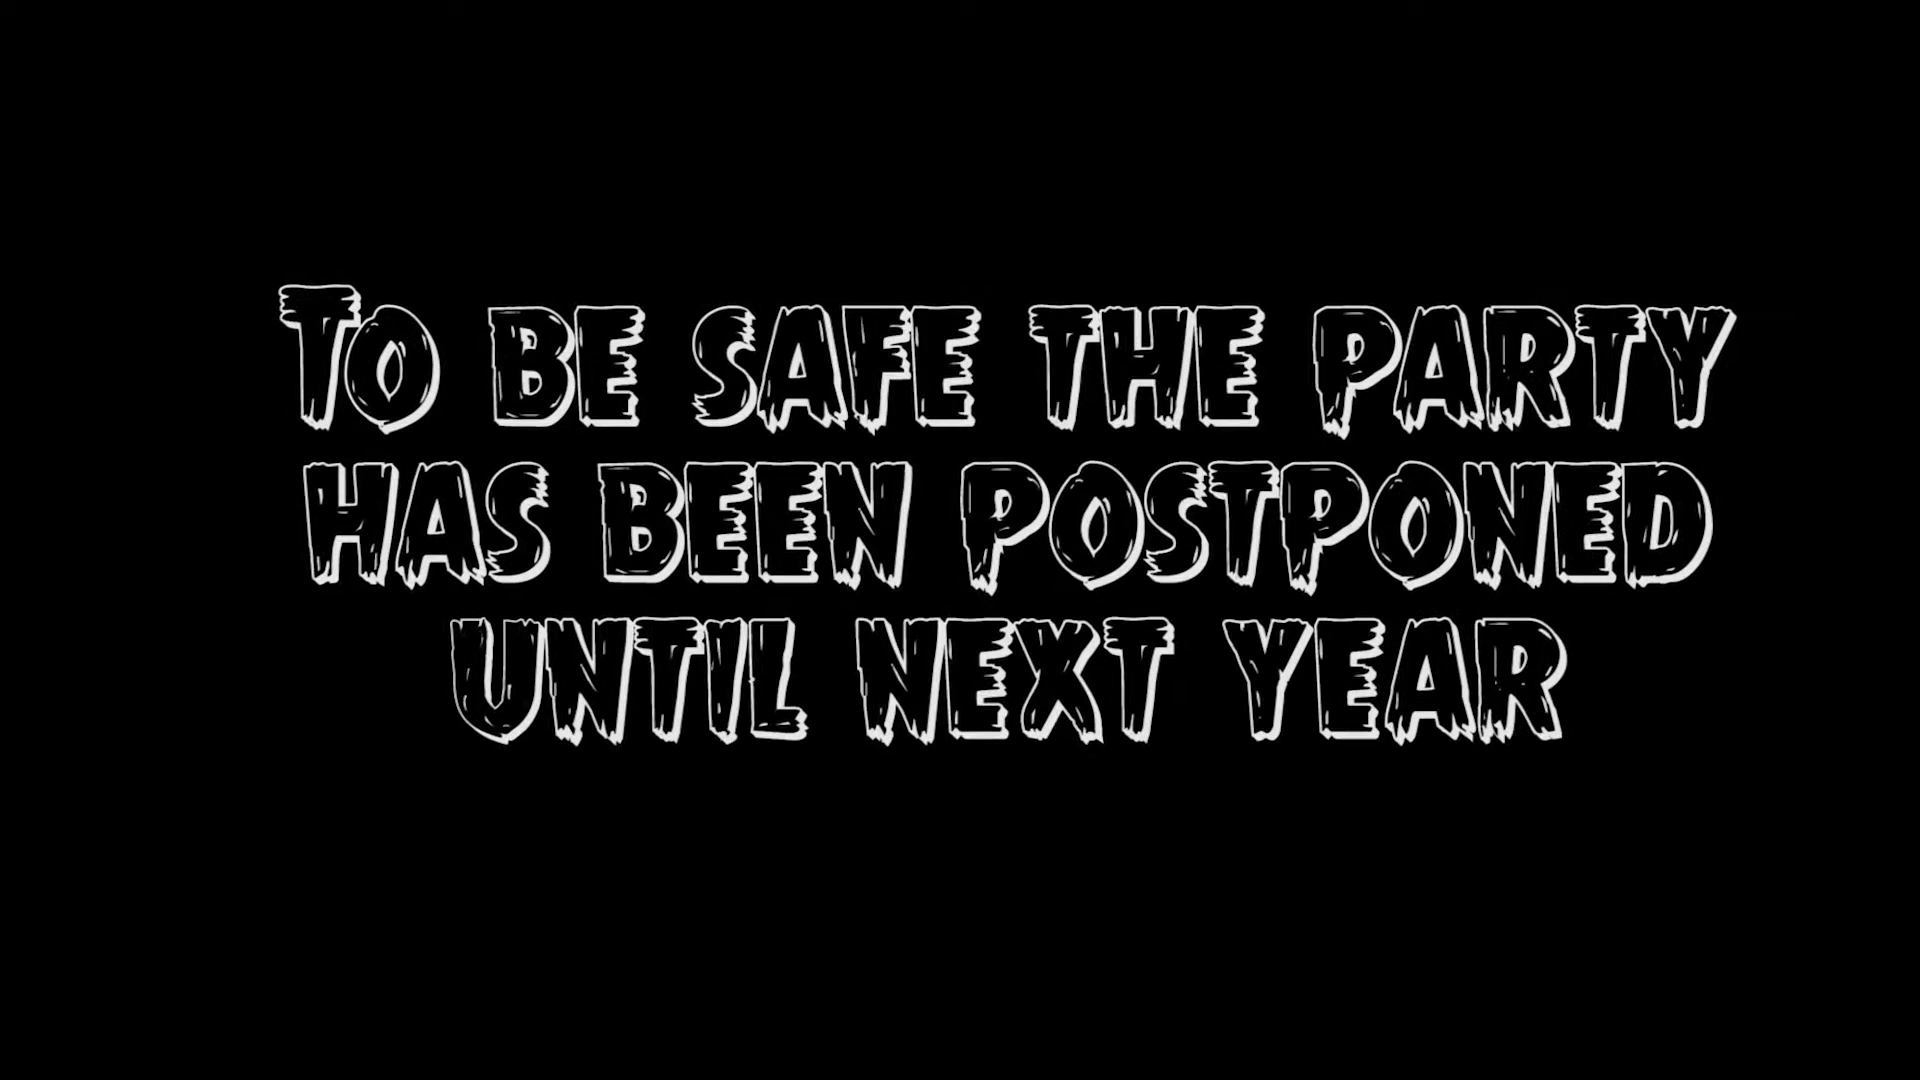 To be safe the party
has been postponed
until next year